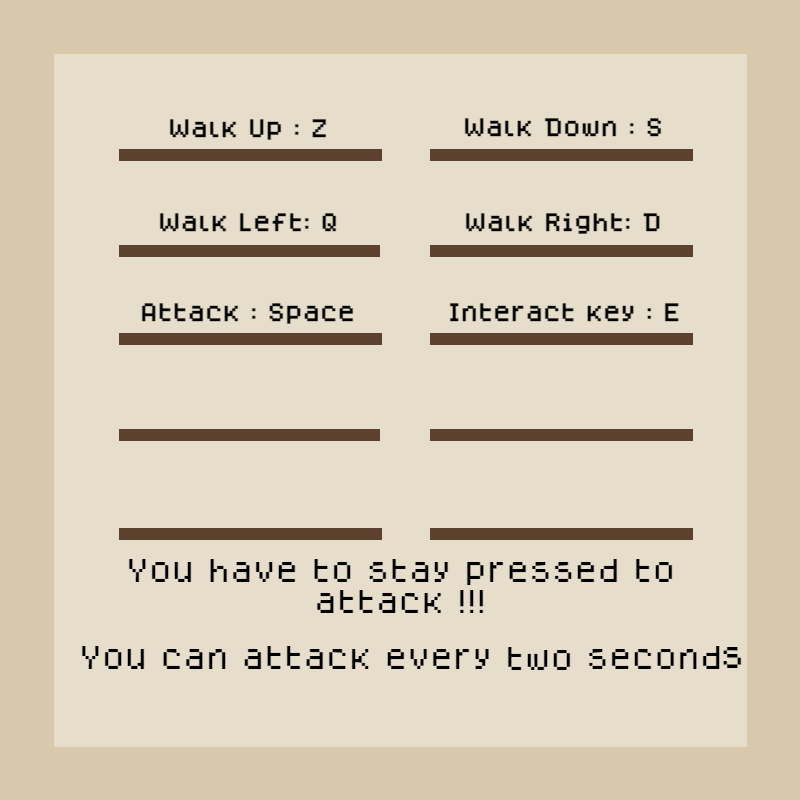 Walk Up : Z
Walk Down : S
Walk Left: Q
Walk Right: D
Attack : Space
Interact key : E
You have to stay pressed to
attack !!!
You can attack every two seconds